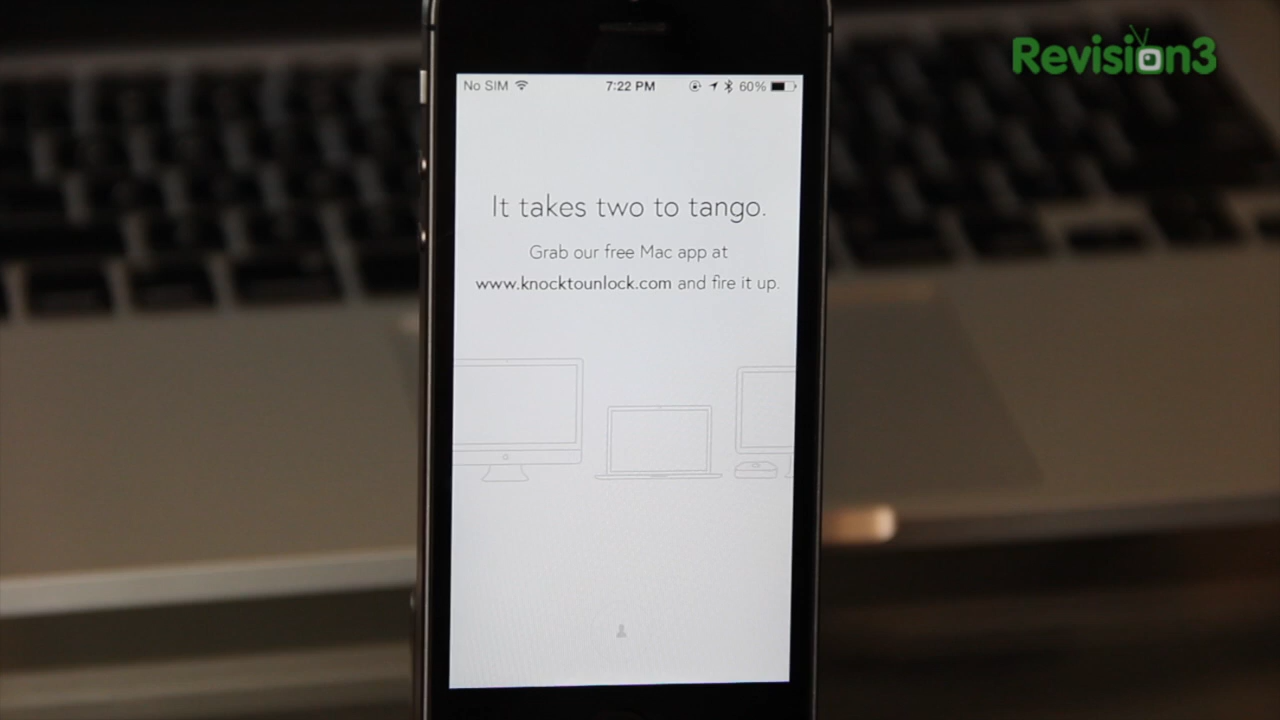 Revision3
No SIM 7:22 PM 60%
It takes two to tango.
Grab our free Mac app at
www.knocktounlock.com and fire it up.